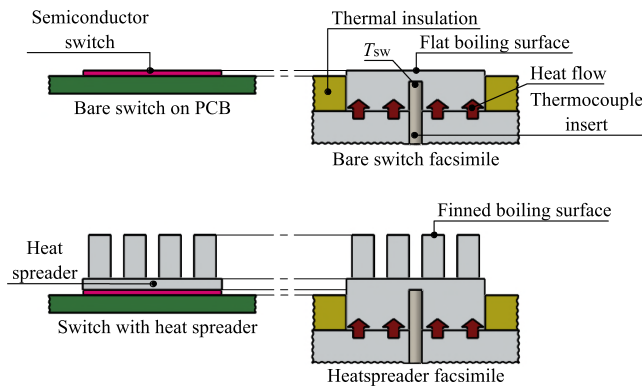 Semiconductor
switch
Thermal insulation
Tsw
Flat boiling surface
Heat flow
Thermocouple
insert
Bare switch on PCB
Bare switch facsimile
Finned boiling surface
Heat
spreader
Switch with heat spreader
Heatspreader facsimile